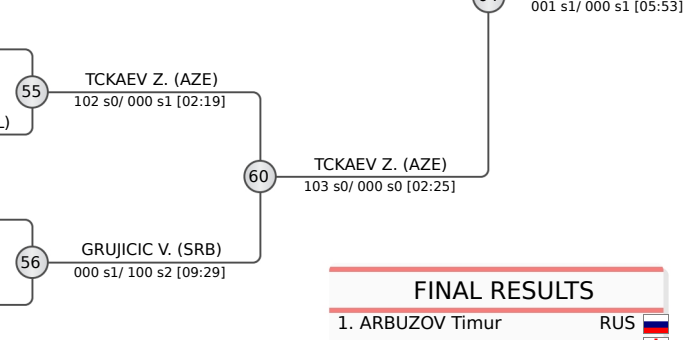 001 s1/ 000 s1 [05:53]
55
TCKAEV Z. (AZE)
102 s0/ 000 s1 [02:19]
L)
60
TCKAEV Z. (AZE)
103 s0/ 000 s0 [02:25]
56
GRUJICIC V. (SRB)
000 s1/ 100 s2 [09:29]
FINAL RESULTS
1. ARBUZOV Timur RUS